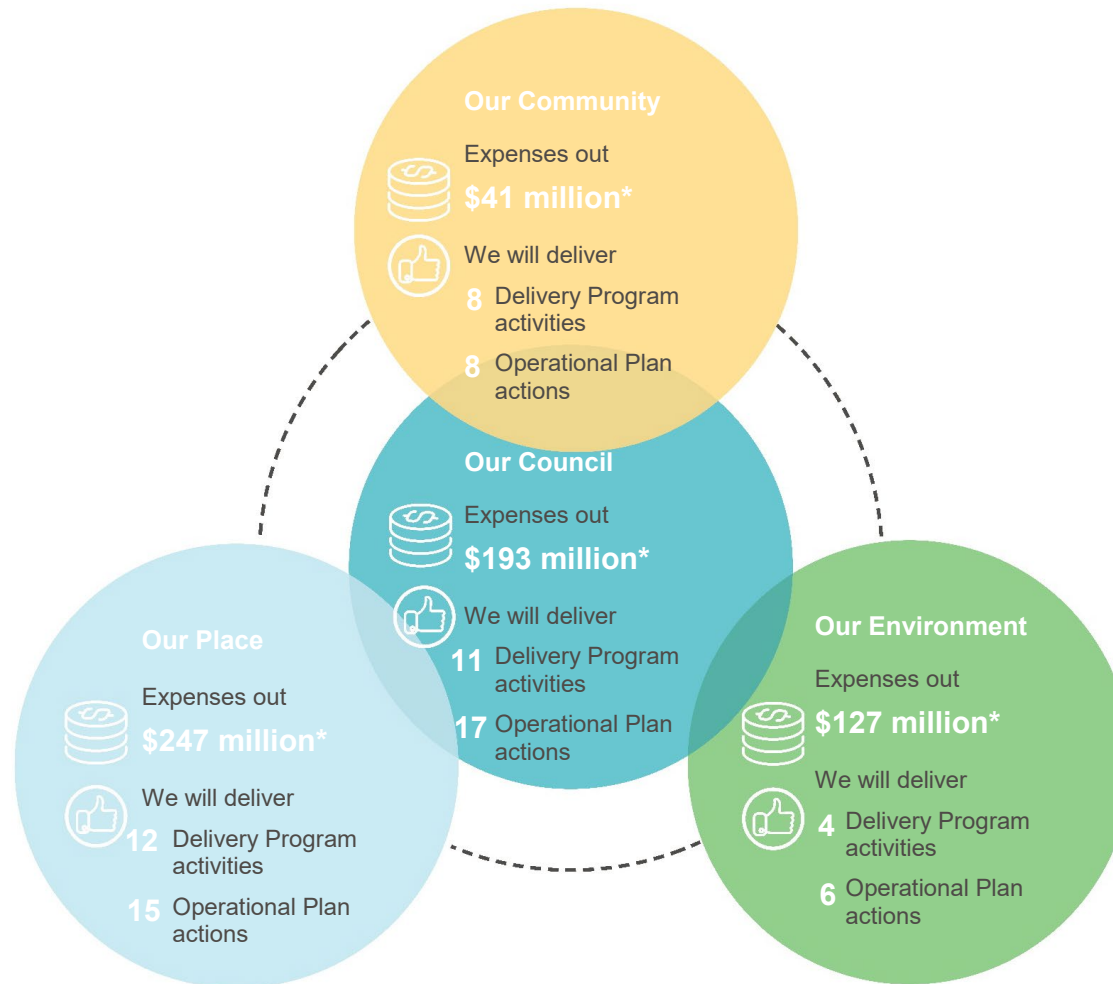 Our Community
Expenses out
$41 million*
We will deliver
8 Delivery Program
activities
8 Operational Plan
actions
Our Council
Expenses out
$193 million*
We will deliver
11 Delivery Program
activities
17 Operational Plan
actions
Our Place
Expenses out
$247 million*
We will deliver
12 Delivery Program
activities
15 Operational Plan
actions
Our Environment
Expenses out
$127 million*
We will deliver
4 Delivery Program
activities
6 Operational Plan
actions